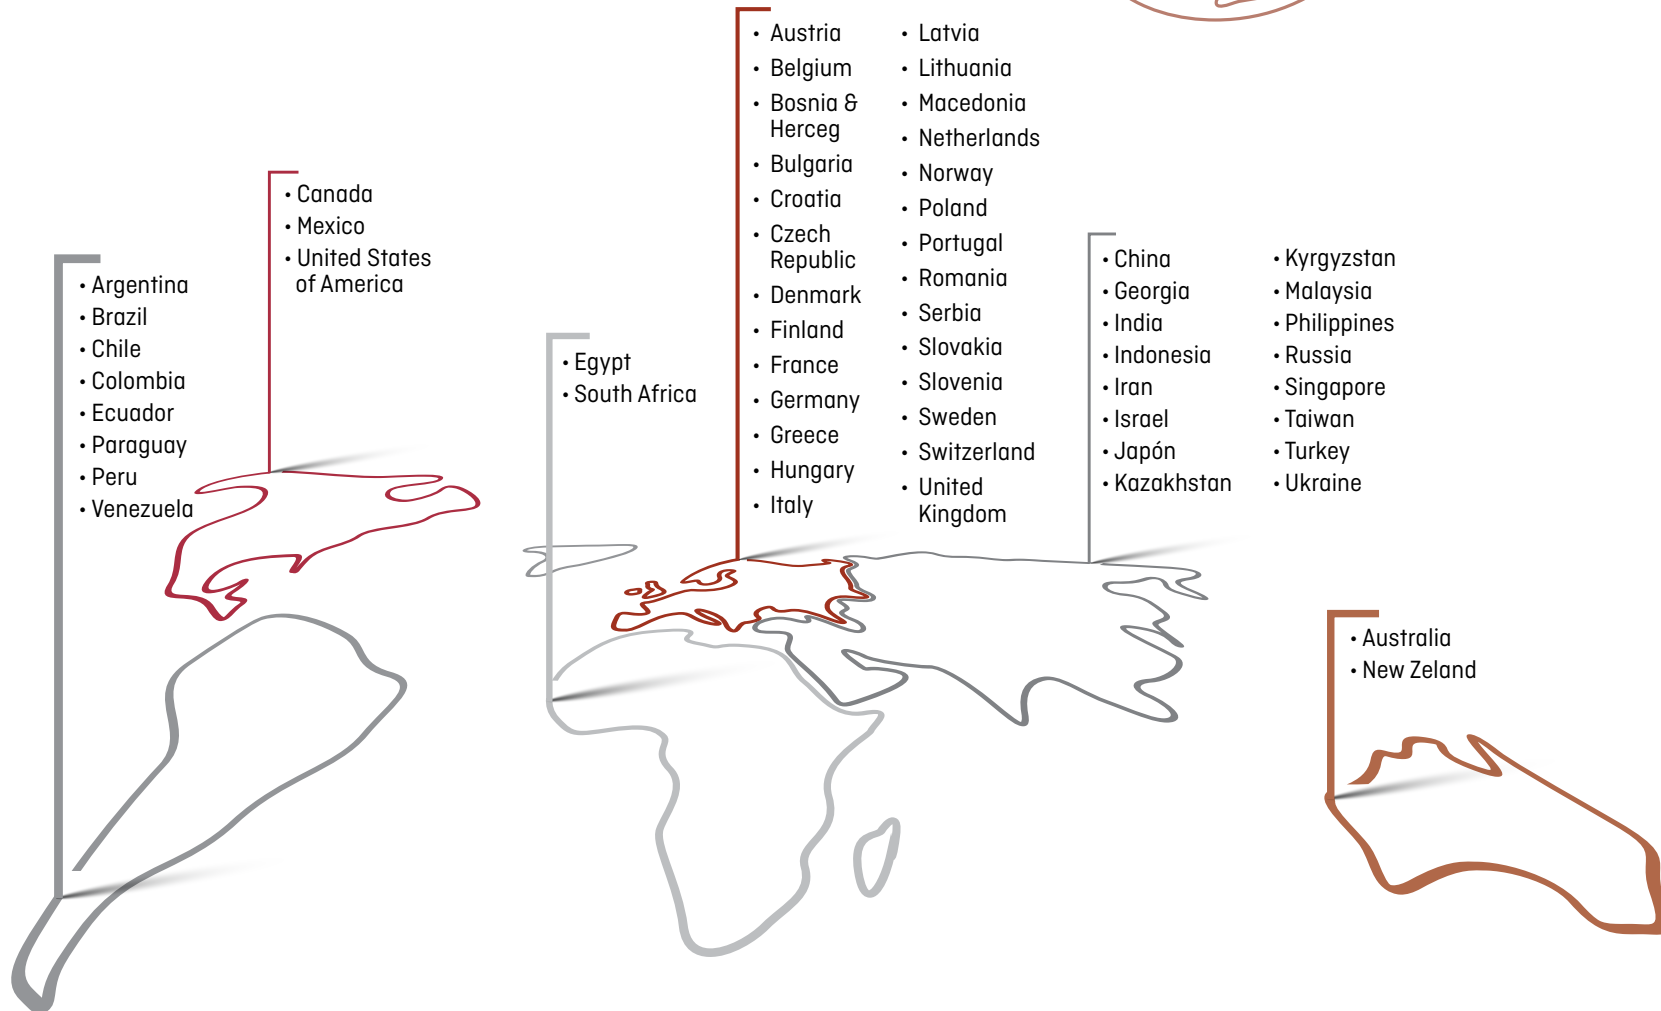 • Argentina
• Brazil
• Chile
• Colombia
• Ecuador
• Paraguay
• Peru
• Venezuela
• Canada
• Mexico
• United States
of America
• Egypt
• South Africa
• Austria
• Belgium
• Bosnia &
Herceg
• Bulgaria
• Croatia
• Czech
Republic
• Denmark
• Finland
• France
• Germany
• Greece
• Hungary
• Italy
• Latvia
• Lithuania
• Macedonia
• Netherlands
• Norway
• Poland
• Portugal
• Romania
• Serbia
• Slovakia
• Slovenia
• Sweden
• Switzerland
• United
Kingdom
• China
• Georgia
• India
• Indonesia
• Iran
• Israel
• Japón
• Kazakhstan
• Kyrgyzstan
• Malaysia
• Philippines
• Russia
• Singapore
• Taiwan
• Turkey
• Ukraine
• Australia
• New Zeland